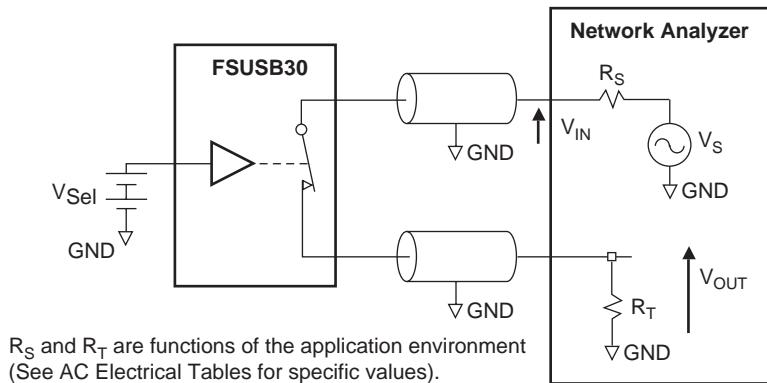 Network Analyzer
FSUSB30
R_S
V_IN
V_S
GND
GND
V_Sel
GND
V_OUT
GND
R_T
GND
R_S and R_T are functions of the application environment
(See AC Electrical Tables for specific values).